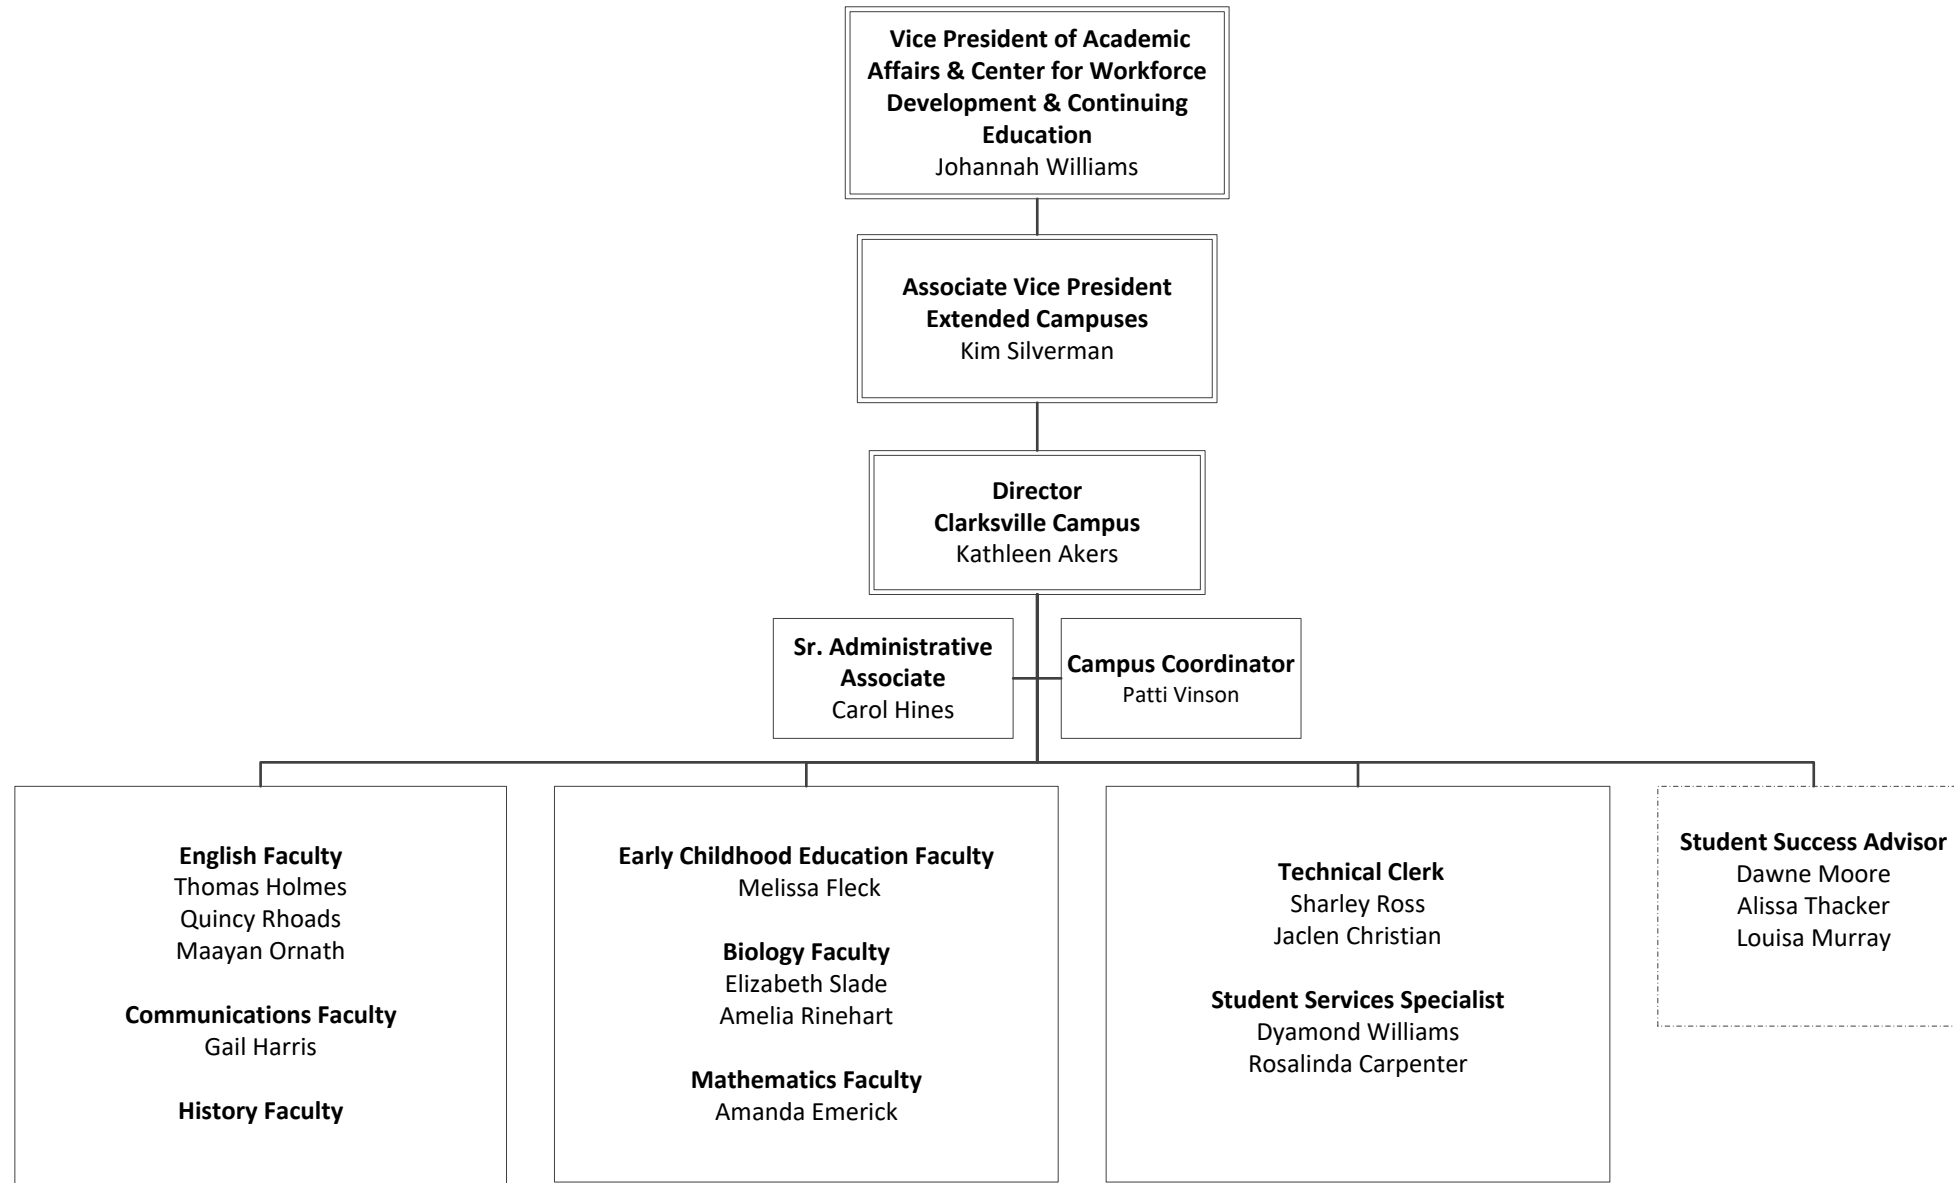 Vice President of Academic
Affairs & Center for Workforce
Development & Continuing
Education
Johannah Williams
Associate Vice President
Extended Campuses
Kim Silverman
Director
Clarksville Campus
Kathleen Akers
Sr. Administrative
Associate
Carol Hines
Campus Coordinator
Patti Vinson
English Faculty
Thomas Holmes
Quincy Rhoads
Maayan Ornath
Communications Faculty
Gail Harris
History Faculty
Early Childhood Education Faculty
Melissa Fleck
Biology Faculty
Elizabeth Slade
Amelia Rinehart
Mathematics Faculty
Amanda Emerick
Technical Clerk
Sharley Ross
Jaclen Christian
Student Services Specialist
Dyamond Williams
Rosalinda Carpenter
Student Success Advisor
Dawne Moore
Alissa Thacker
Louisa Murray